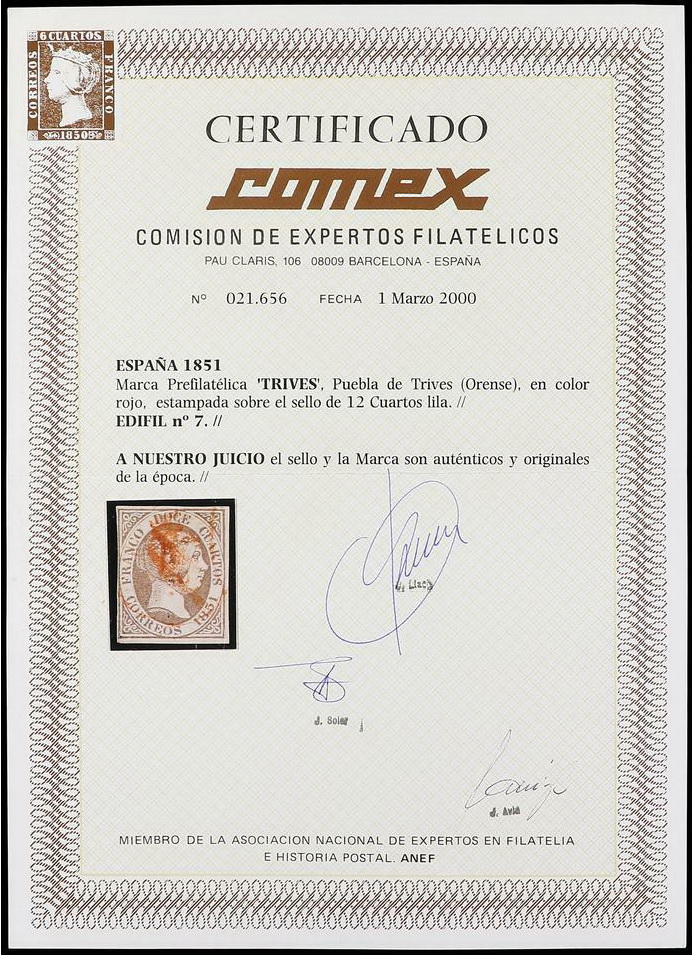 6 CUARTOS
CORREOS
FRANCO
1850
CERTIFICADO
comex
COMISION DE EXPERTOS FILATELICOS
PAU CLARIS, 106 08009 BARCELONA - ESPAÑA
Nº 021.656 FECHA 1 Marzo 2000
ESPAÑA 1851
Marca Prefilatélica 'TRIVES', Puebla de Trives (Orense), en color
rojo, estampada sobre el sello de 12 Cuartos lila. //
EDIFIL nº 7. //
A NUESTRO JUICIO el sello y la Marca son auténticos y originales
de la época. //
FRANCO DOCE CUARTOS
CORREOS 1851
J. Soler
J. Avia
MIEMBRO DE LA ASOCIACION NACIONAL DE EXPERTOS EN FILATELIA
E HISTORIA POSTAL. ANEF